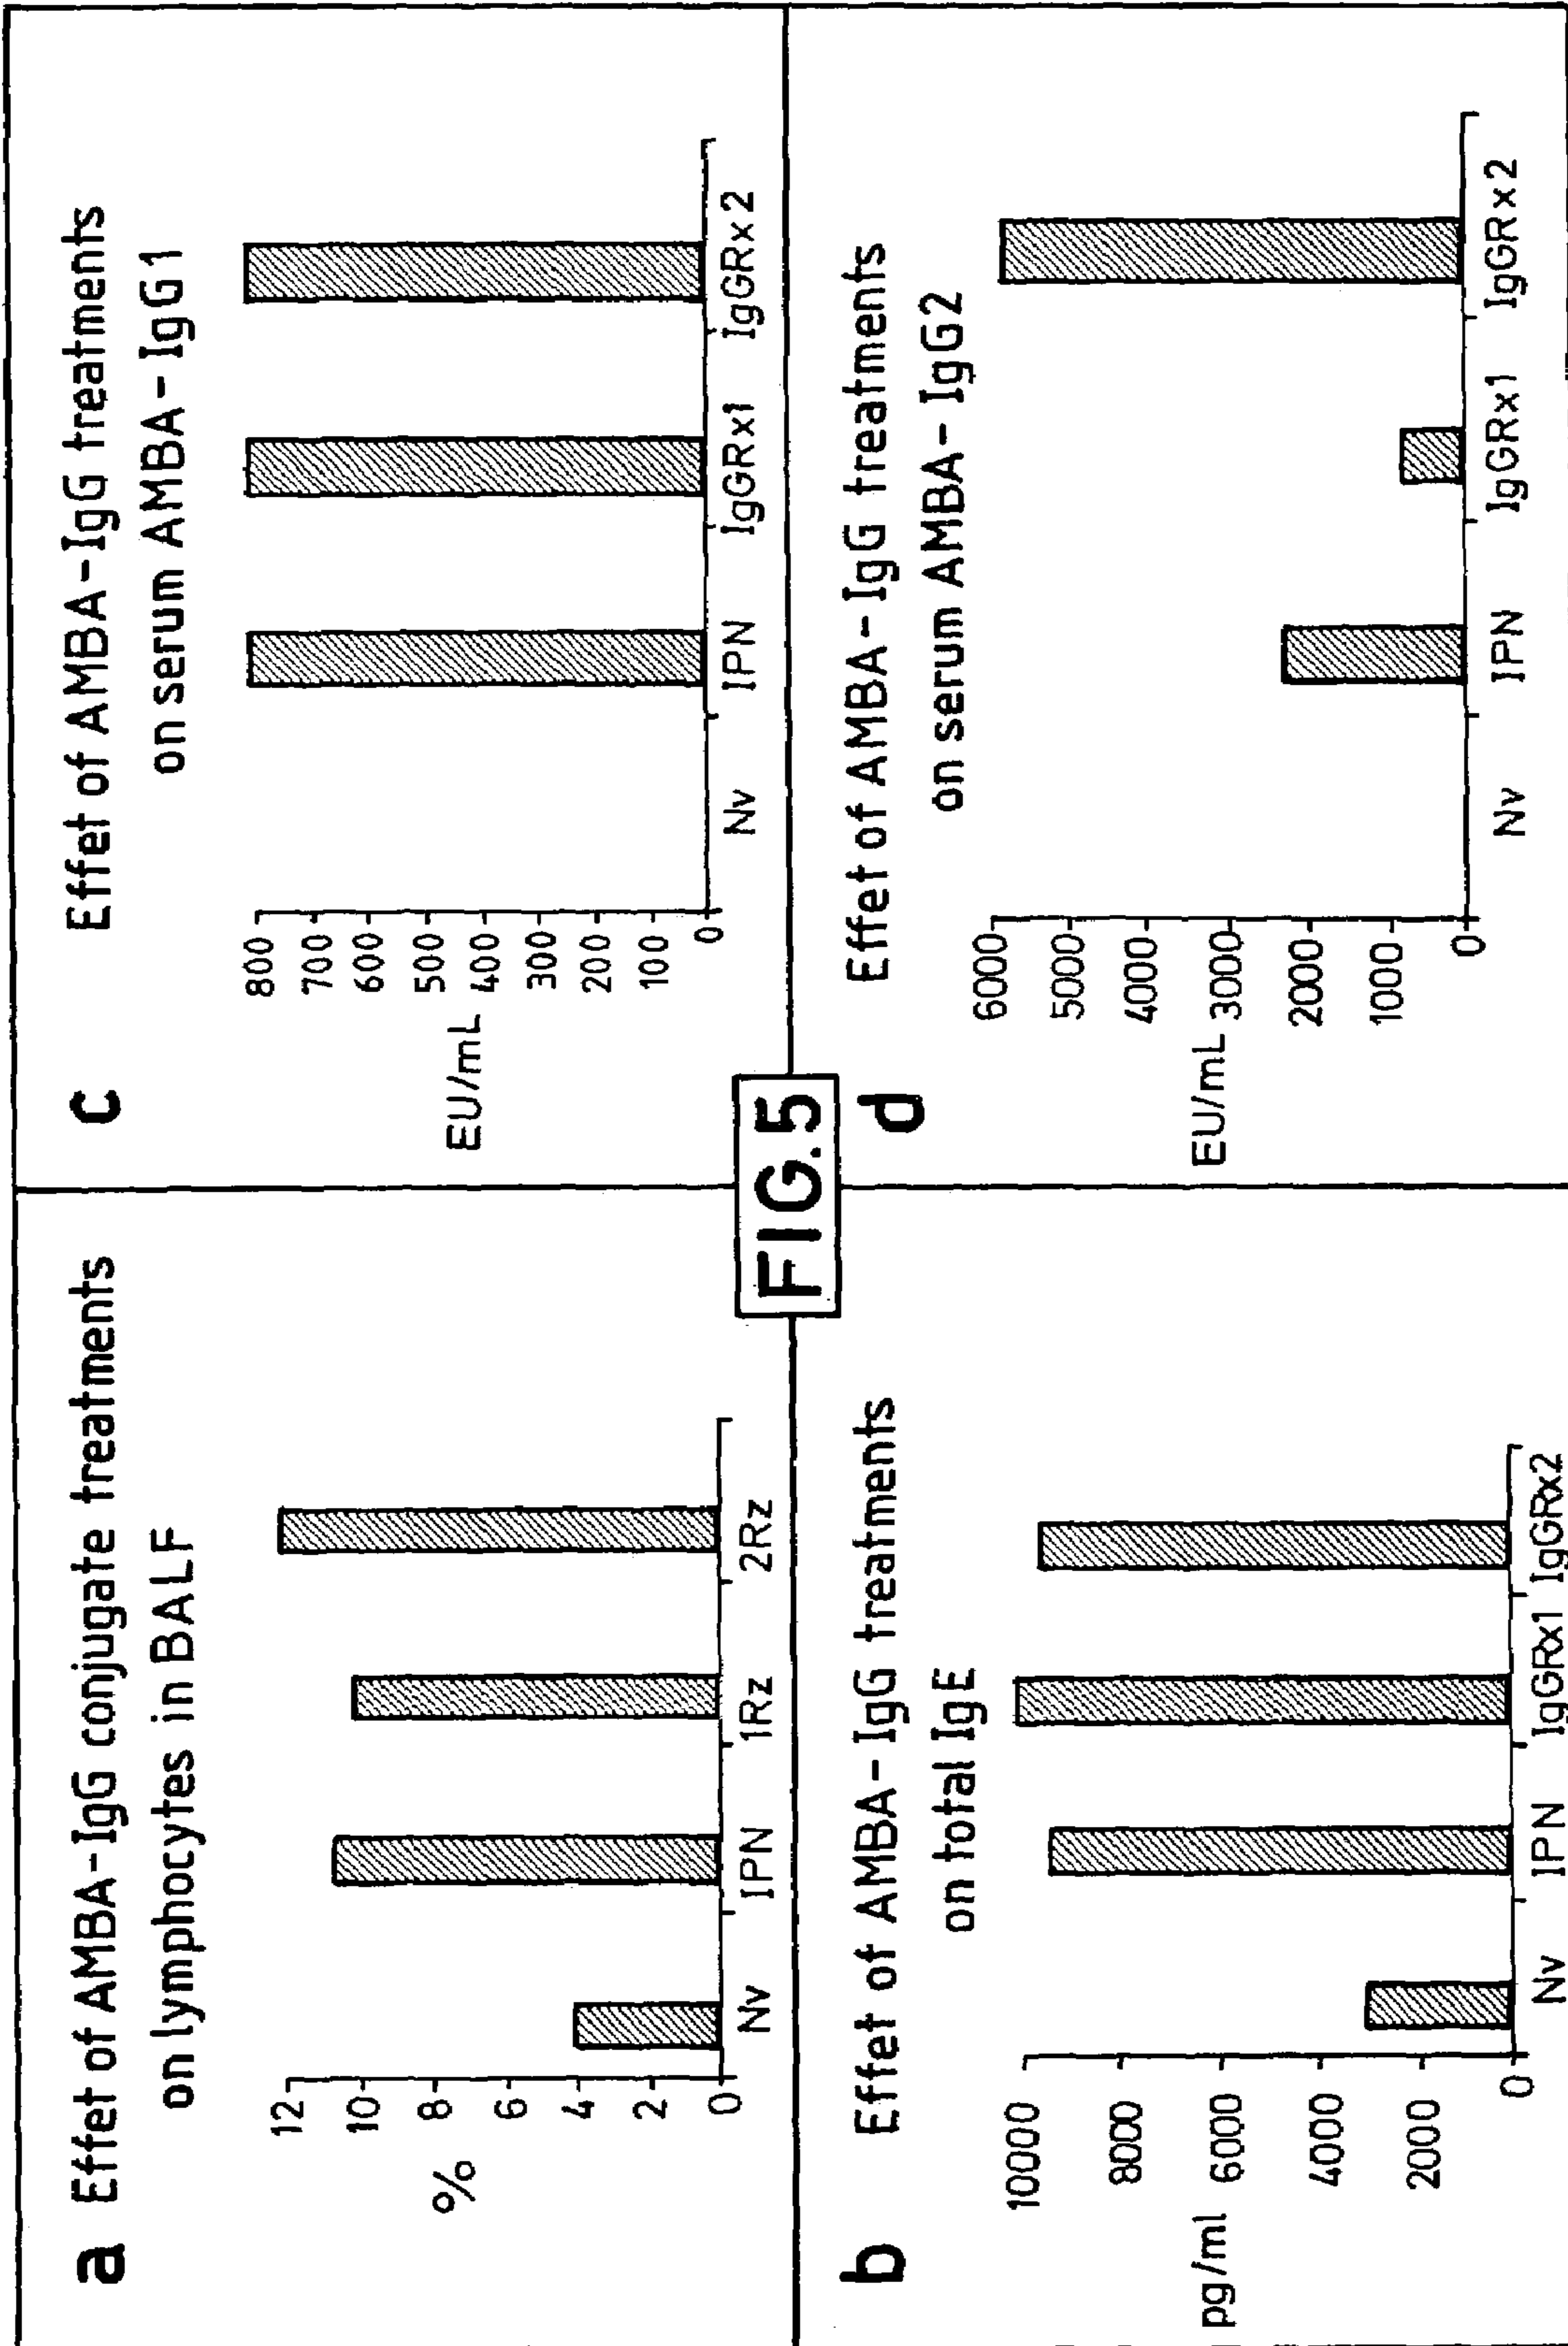 a Effet of AMBA-IgG conjugate treatments
on lymphocytes in BALF
%
12
10
8
6
4
2
0
Nv IPN 1Rz 2Rz
b Effet of AMBA-IgG treatments
on total IgE
pg/ml
10000
8000
6000
4000
2000
0
Nv IPN IgGRx1 IgGRx2
FIG.5
c Effet of AMBA-IgG treatments
on serum AMBA-IgG1
EU/mL
800
700
600
500
400
300
200
100
0
Nv IPN IgGRx1 IgGRx2
d Effet of AMBA-IgG treatments
on serum AMBA-IgG2
EU/mL
6000
5000
4000
3000
2000
1000
0
Nv IPN IgGRx1 IgGRx2